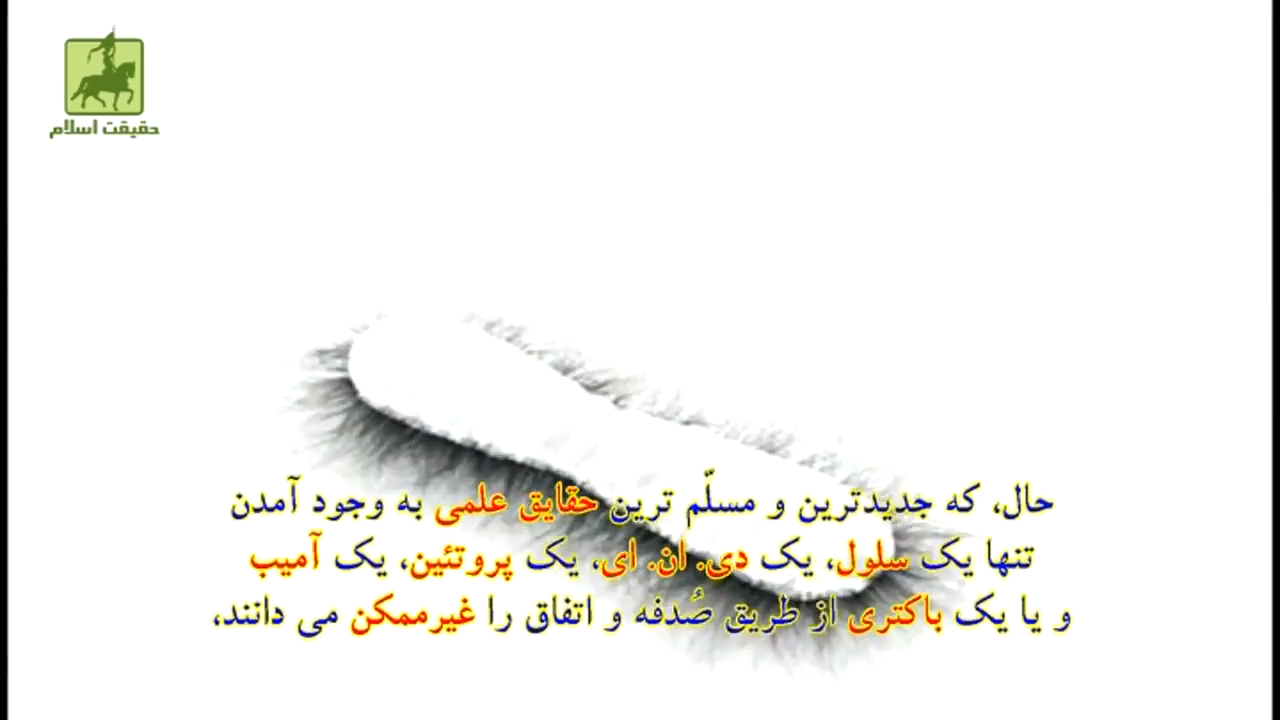 حقیقت اسلام
حال، که جدیدترین و مسلّم ترین حقایق علمی به وجود آمدن
تنها یک سلول، یک دی. ان. ای، یک پروتئین، یک آمیب
و یا یک باکتری از طریق صُدفه و اتفاق را غیرممکن می دانند،